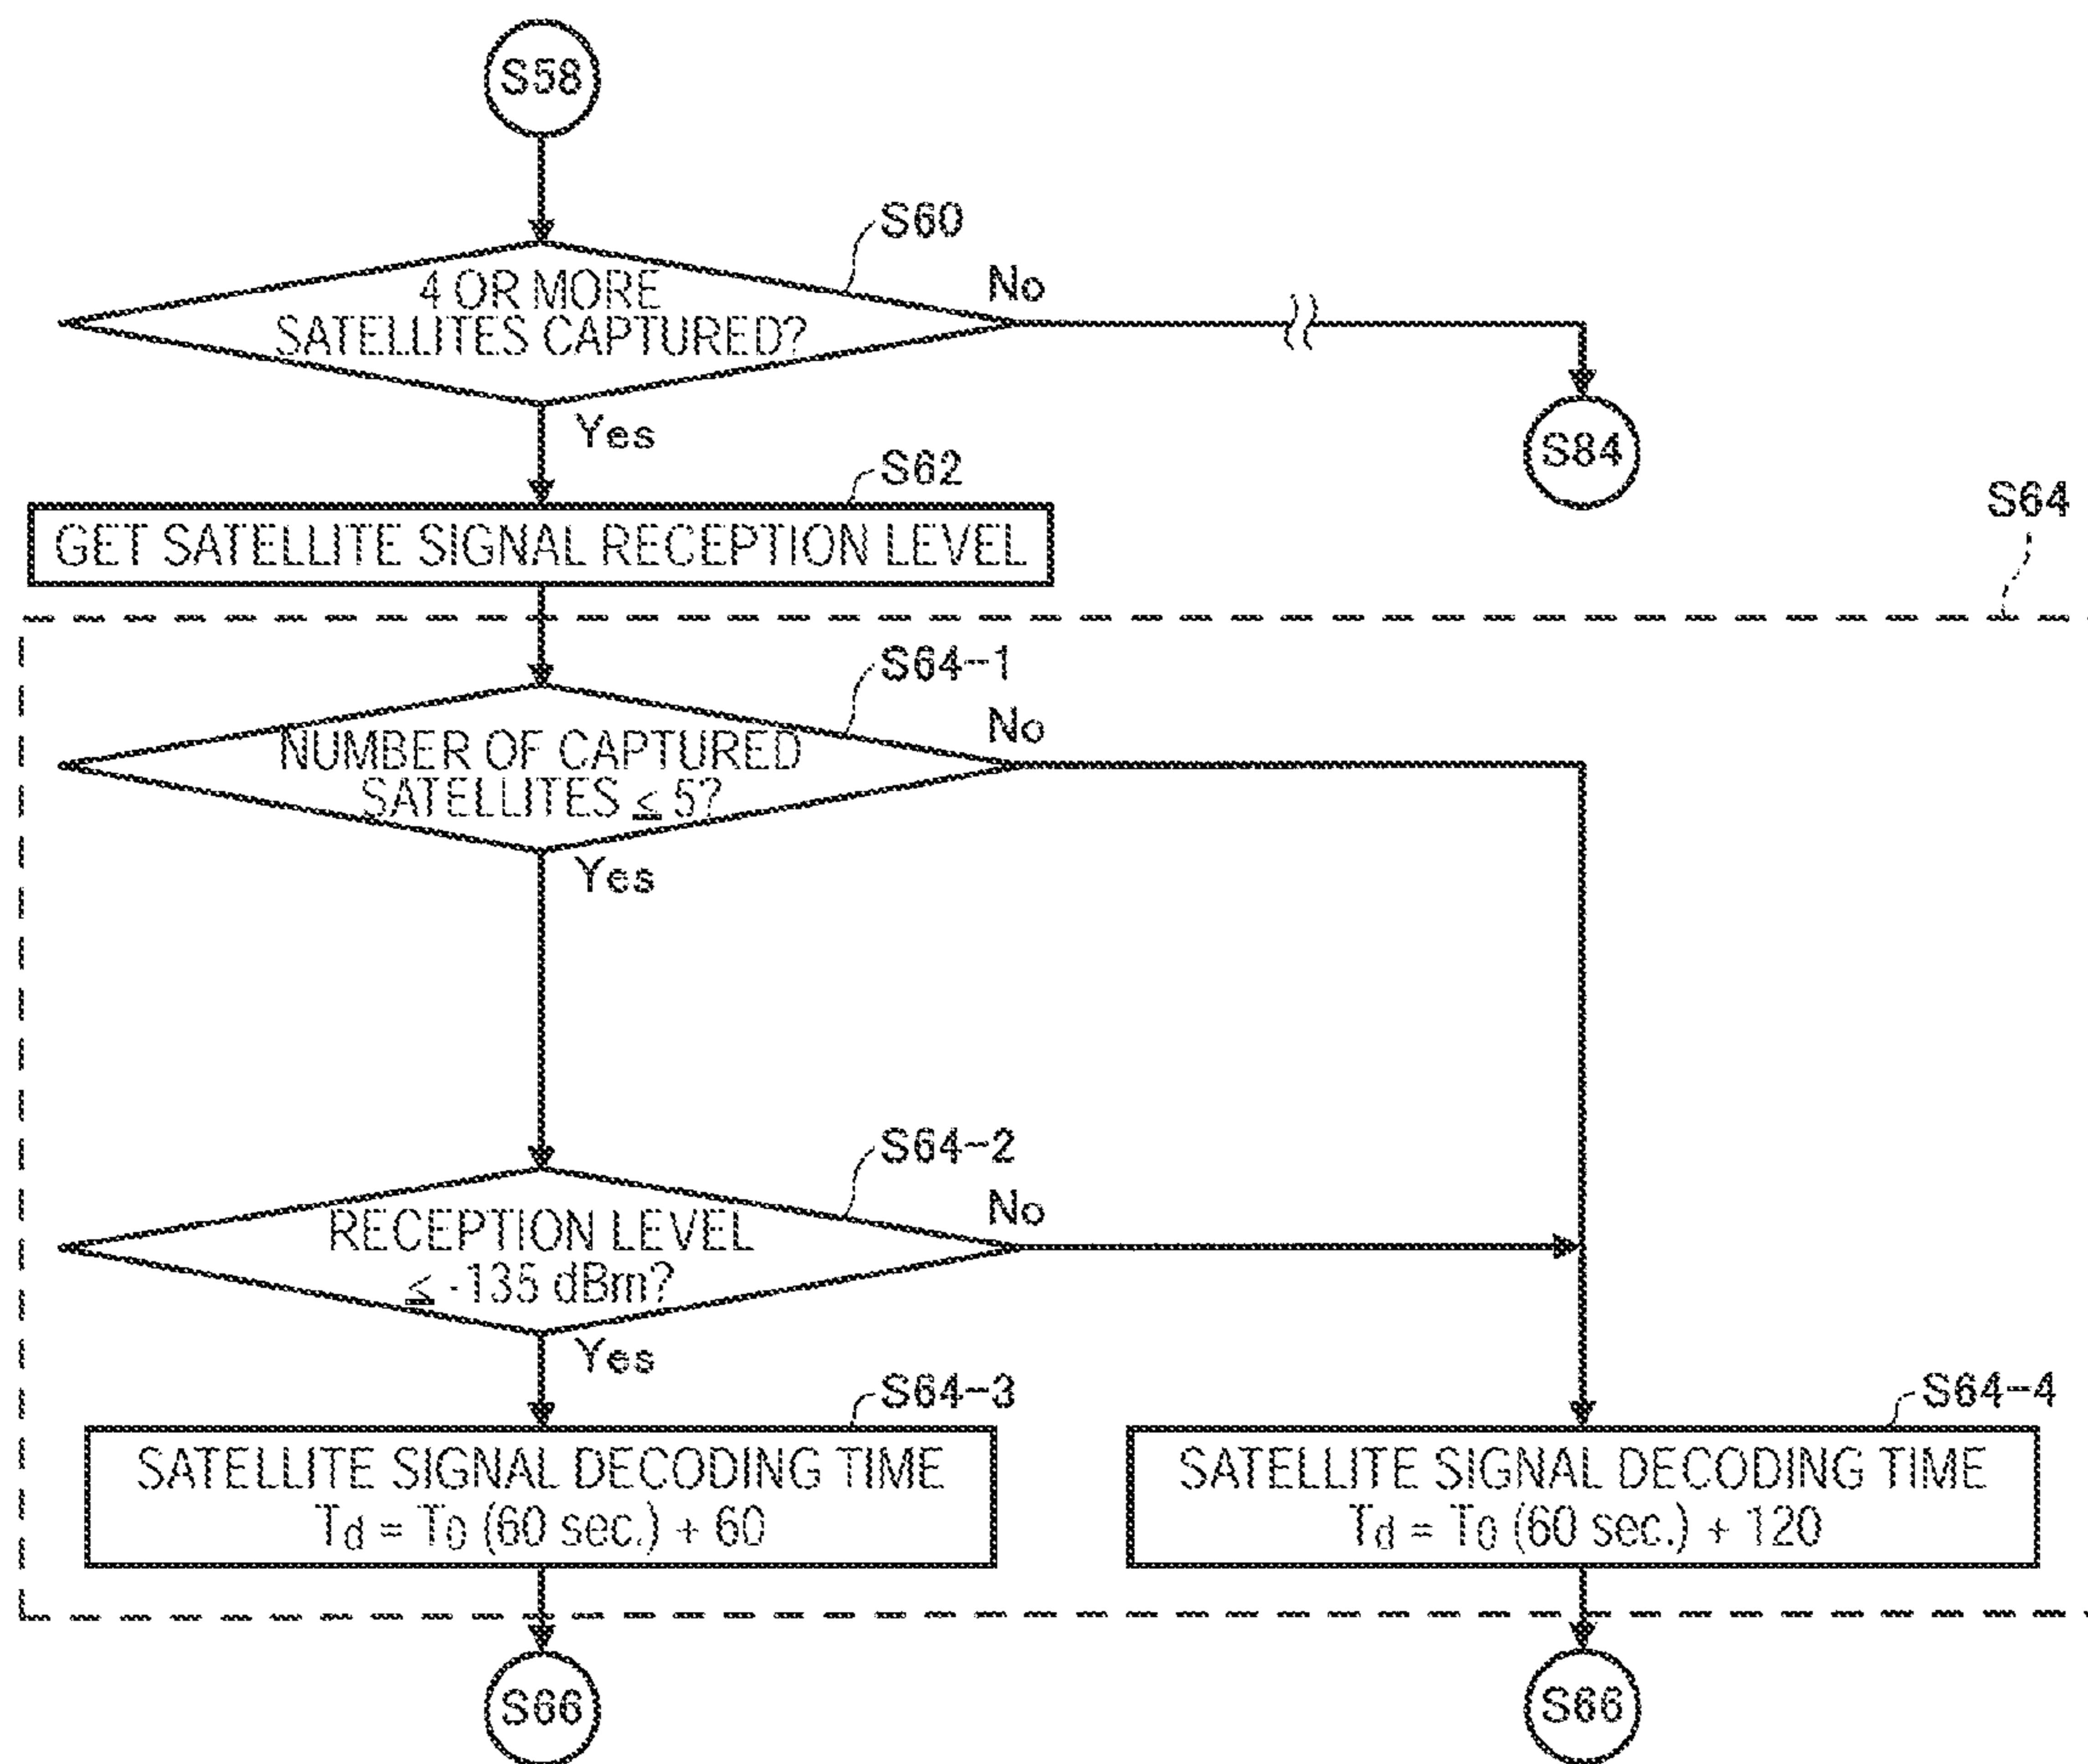 S58
S60
4 OR MORE
SATELLITES CAPTURED?
No
Yes
S84
S62
GET SATELLITE SIGNAL RECEPTION LEVEL
S64
S64-1
NUMBER OF CAPTURED
SATELLITES ≤ 5?
No
Yes
S64-2
RECEPTION LEVEL
≤ -135 dBm?
No
Yes
S64-3
SATELLITE SIGNAL DECODING TIME
Td = T0 (60 sec.) + 60
S64-4
SATELLITE SIGNAL DECODING TIME
Td = T0 (60 sec.) + 120
S66
S66